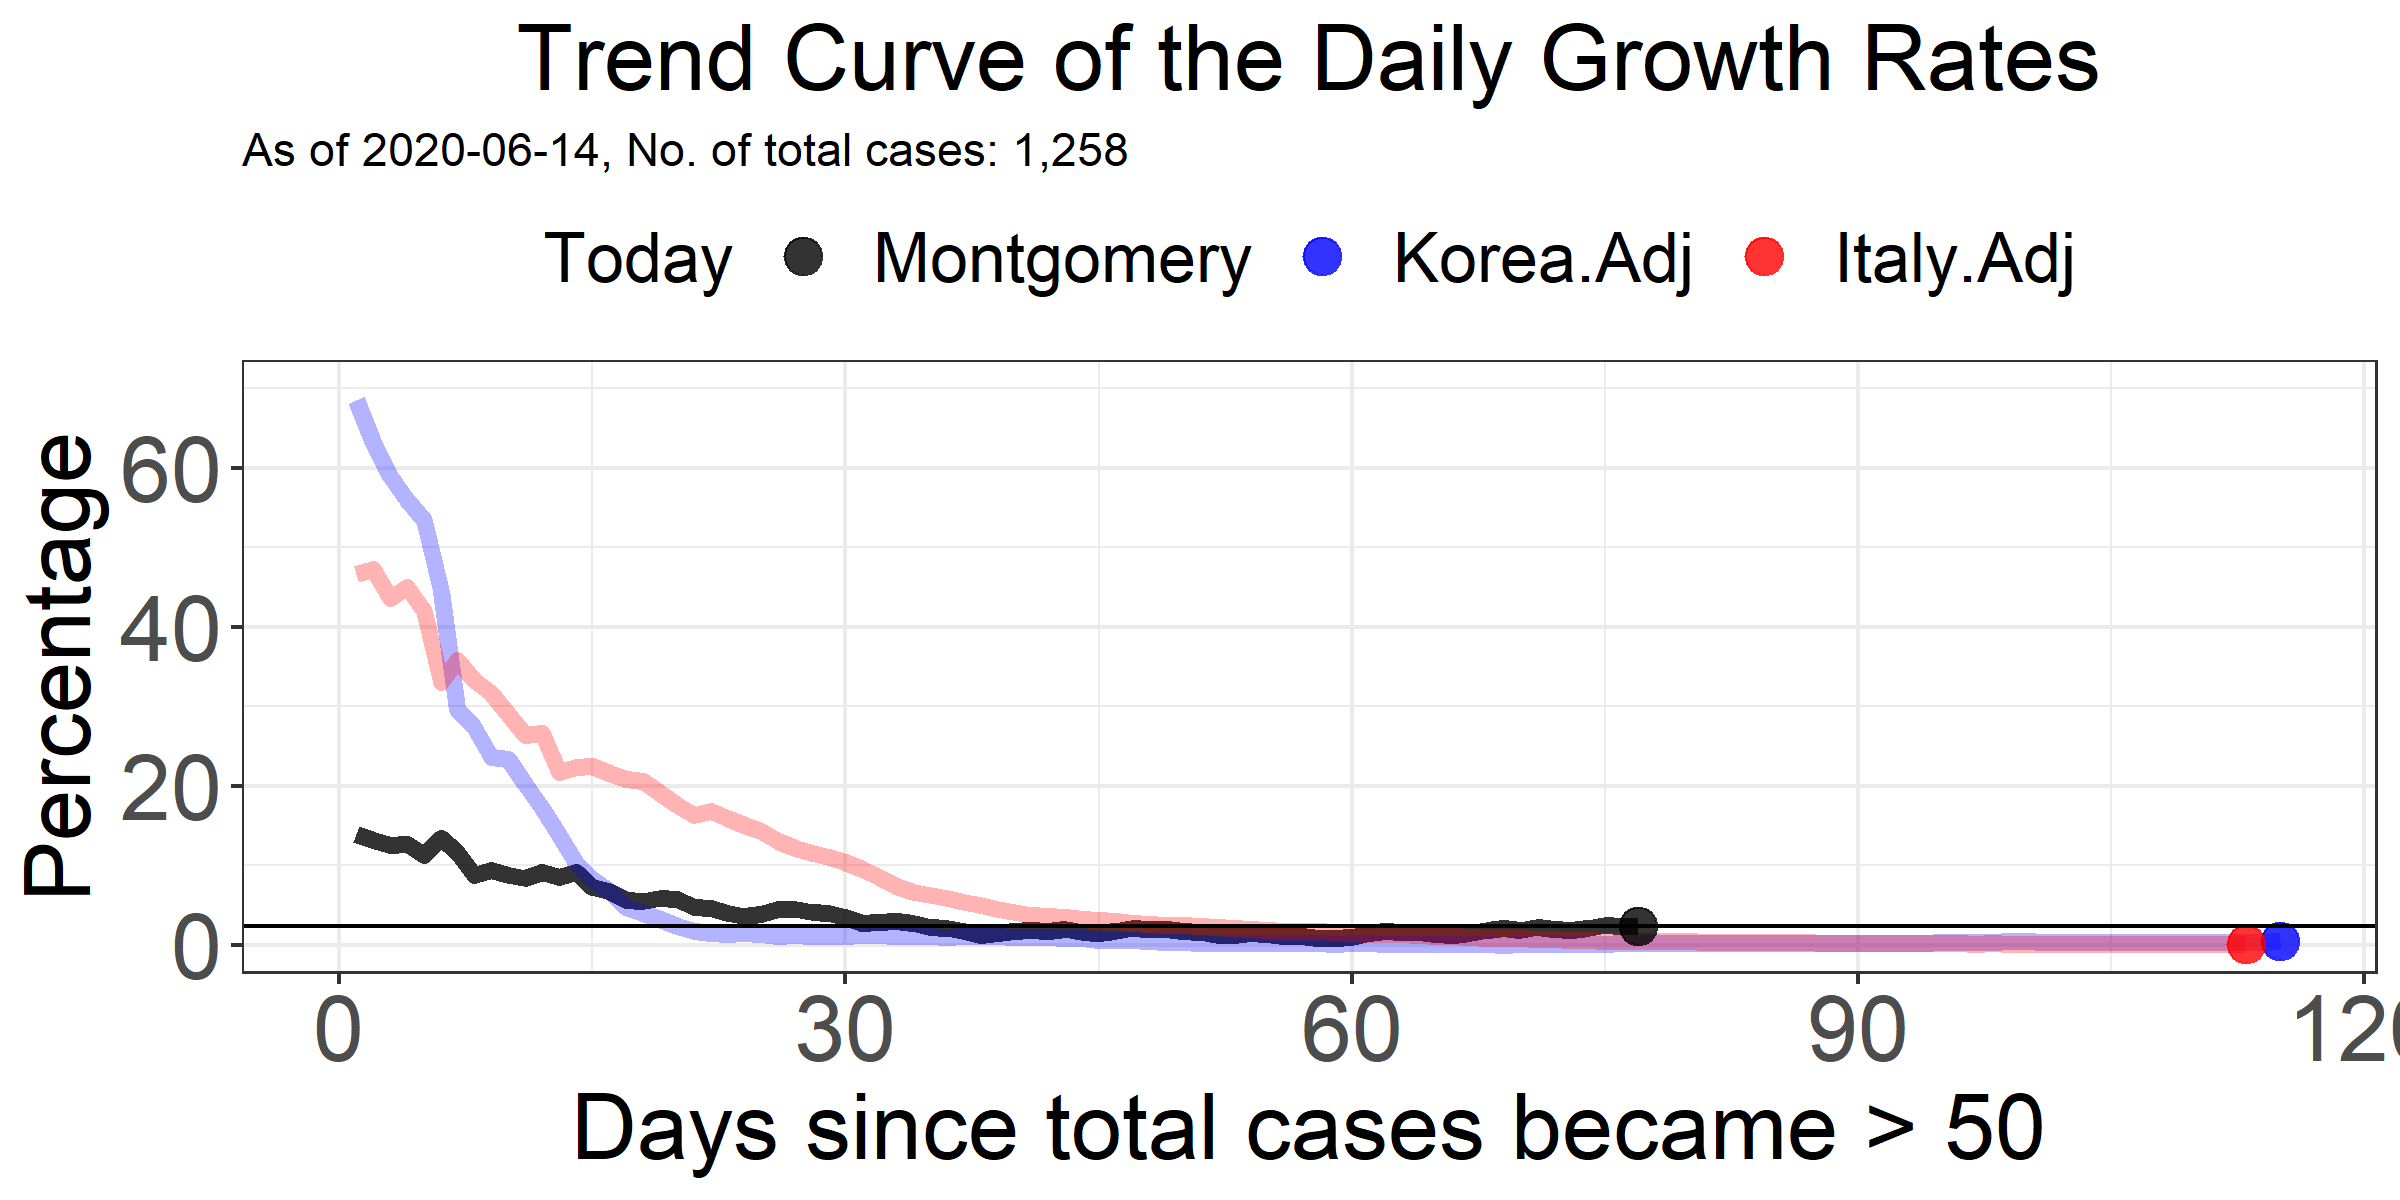 Trend Curve of the Daily Growth Rates
As of 2020-06-14, No. of total cases: 1,258
Today Montgomery Korea.Adj Italy.Adj
Percentage
60
40
20
0
0 30 60 90 120
Days since total cases became > 50